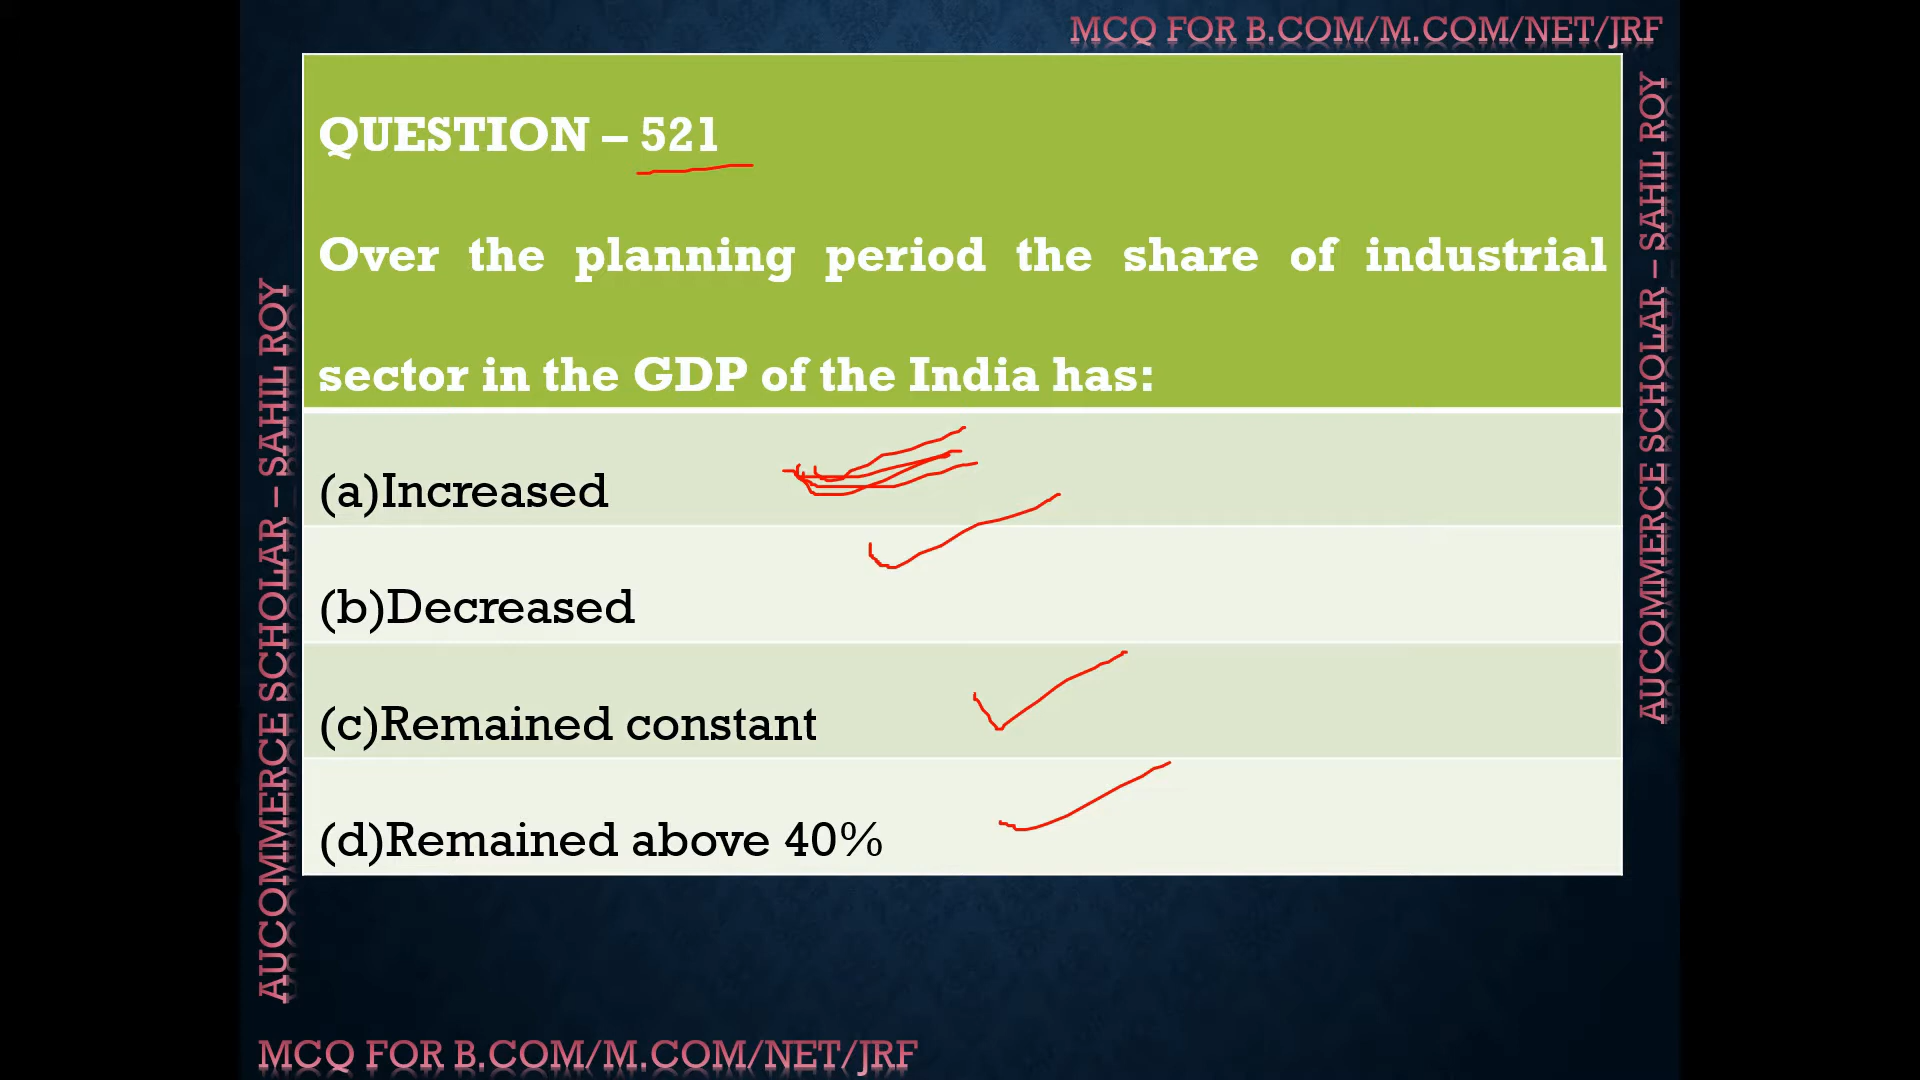 MCQ FOR B.COM/M.COM/NET/JRF
QUESTION – 521
Over the planning period the share of industrial
sector in the GDP of the India has:
(a)Increased
(b)Decreased
(c)Remained constant
(d)Remained above 40%
AUCOMMERCE SCHOLAR – SAHIL ROY
AUCOMMERCE SCHOLAR – SAHIL ROY
MCQ FOR B.COM/M.COM/NET/JRF